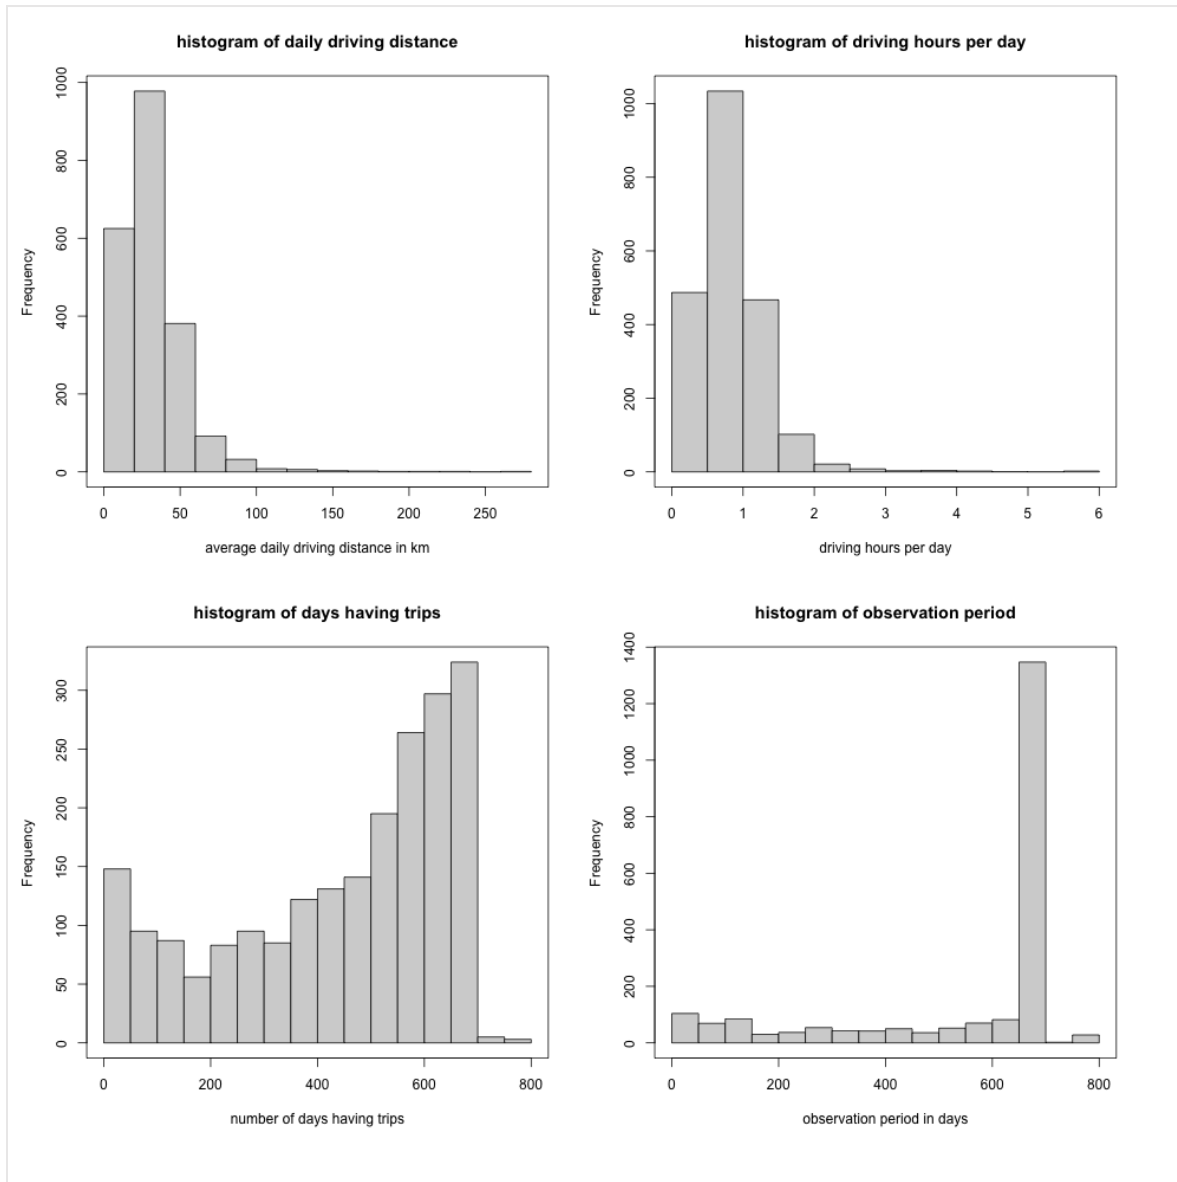 histogram of daily driving distance
Frequency
0 200 400 600 800 1000
0 50 100 150 200 250
average daily driving distance in km
histogram of driving hours per day
Frequency
0 200 400 600 800 1000
0 1 2 3 4 5 6
driving hours per day
histogram of days having trips
Frequency
0 50 100 150 200 250 300
0 200 400 600 800
number of days having trips
histogram of observation period
Frequency
0 200 400 600 800 1000 1200 1400
0 200 400 600 800
observation period in days